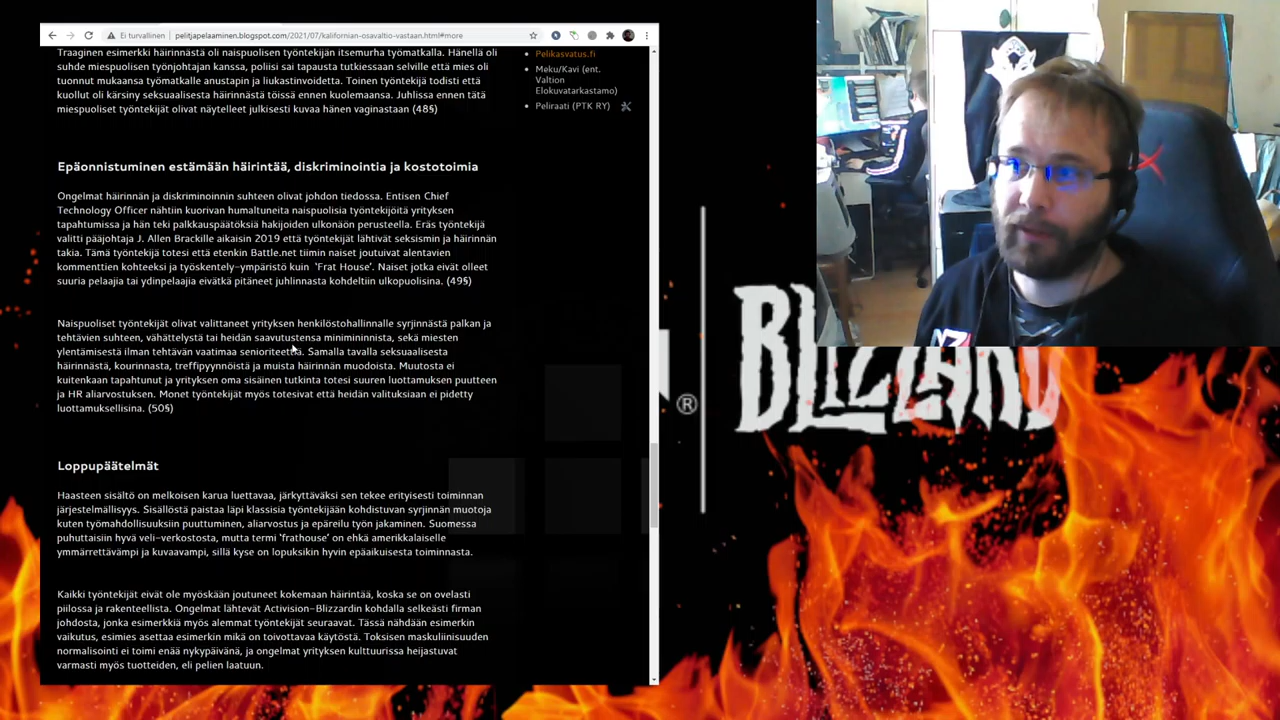 Ei turvallinen
pelitjapelaaminen.blogspot.com/2021/07/kalifornian-osavaltio-vastaan.html#more
Traaginen esimerkki häirinnästä oli naispuolisen työntekijän itsemurha työmatkalla. Hänellä oli
suhde miespuolisen työnjohtajan kanssa, poliisi sai tapausta tutkiessaan selville että mies oli
tuonnut mukaansa työmatkalle anustapin ja liukastinvoidetta. Toinen työntekijä todisti että
kuollut oli kärsiny seksuaalisesta häirinnästä töissä ennen kuolemaansa. Juhlissa ennen tätä
miespuoliset työntekijät olivat näytelleet julkisesti kuvaa hänen vaginastaan (48§)
Pelikasvatus.fi
Meku/Kavi (ent.
Valtion
Elokuvatarkastamo)
Peliraati (PTK RY)
Epäonnistuminen estämään häirintää, diskriminointia ja kostotoimia
Ongelmat häirinnän ja diskriminoinnin suhteen olivat johdon tiedossa. Entisen Chief
Technology Officer nähtiin kuorivan humaltuneita naispuolisia työntekijöitä yrityksen
tapahtumissa ja hän teki palkkauspäätöksiä hakijoiden ulkonäön perusteella. Eräs työntekijä
valitti pääjohtaja J. Allen Brackille aikaisin 2019 että työntekijät lähtivät seksismin ja häirinnän
takia. Tämä työntekijä totesi että etenkin Battle.net tiimin naiset joutuivat alentavien
kommenttien kohteeksi ja työskentely-ympäristö kuin 'Frat House'. Naiset jotka eivät olleet
suuria pelaajia tai ydinpelaajia eivätkä pitäneet juhlinnasta kohdeltiin ulkopuolisina. (49§)
Naispuoliset työntekijät olivat valittaneet yrityksen henkilöstöhallinnalle syrjinnästä palkan ja
tehtävien suhteen, vähättelystä tai heidän saavutustensa minimininnista, sekä miesten
ylentämisestä ilman tehtävän vaatimaa senioriteettiä. Samalla tavalla seksuaalisesta
häirinnästä, kourinnasta, treffipyynnöistä ja muista häirinnän muodoista. Muutosta ei
kuitenkaan tapahtunut ja yrityksen oma sisäinen tutkinta totesi suuren luottamuksen puutteen
ja HR aliarvostuksen. Monet työntekijät myös totesivat että heidän valituksiaan ei pidetty
luottamuksellisina. (50§)
Loppupäätelmät
Haasteen sisältö on melkoisen karua luettavaa, järkyttäväksi sen tekee erityisesti toiminnan
järjestelmällisyys. Sisällöstä paistaa läpi klassisia työntekijään kohdistuvan syrjinnän muotoja
kuten työmahdollisuuksiin puuttuminen, aliarvostus ja epäreilu työn jakaminen. Suomessa
puhuttaisiin hyvä veli-verkostosta, mutta termi 'frathouse' on ehkä amerikkalaiselle
ymmärrettävämpi ja kuvaavampi, sillä kyse on lopuksikin hyvin epäaikuisesta toiminnasta.
Kaikki työntekijät eivät ole myöskään joutuneet kokemaan häirintää, koska se on ovelasti
piilossa ja rakenteellista. Ongelmat lähtevät Activision-Blizzardin kohdalla selkeästi firman
johdosta, jonka esimerkkiä myös alemmat työntekijät seuraavat. Tässä nähdään esimerkin
vaikutus, esimies asettaa esimerkin mikä on toivottavaa käytöstä. Toksisen maskuliinisuuden
normalisointi ei toimi enää nykypäivänä, ja ongelmat yrityksen kulttuurissa heijastuvat
varmasti myös tuotteiden, eli pelien laatuun.
®
BLIZZARD